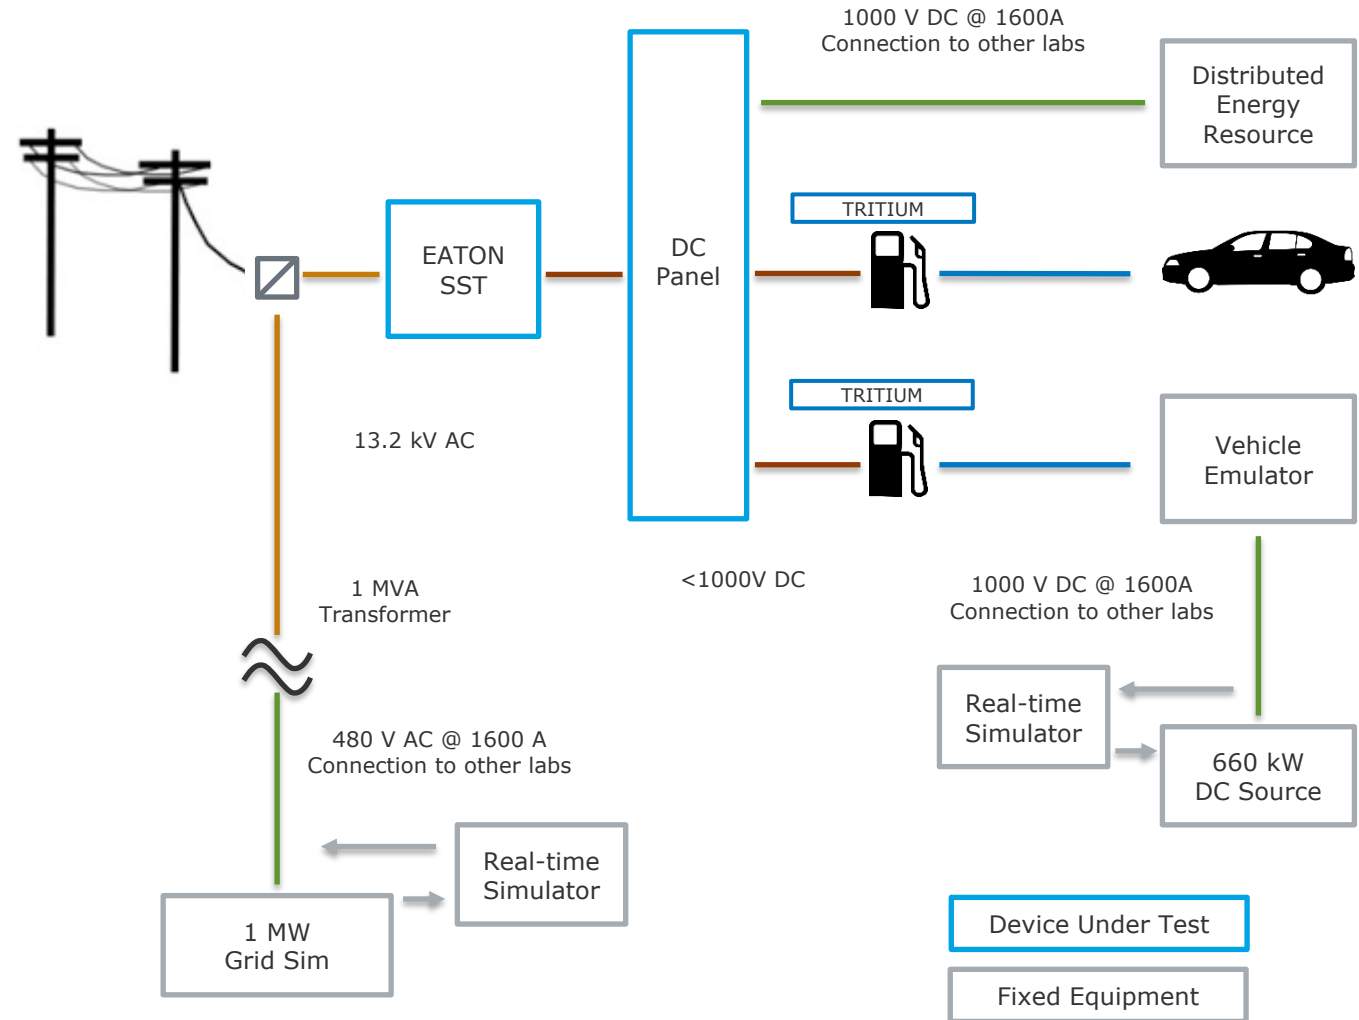 1000 V DC @ 1600A
Connection to other labs
Distributed
Energy
Resource
TRITIUM
EATON
SST
DC
Panel
TRITIUM
13.2 kV AC
Vehicle
Emulator
<1000V DC
1 MVA
Transformer
1000 V DC @ 1600A
Connection to other labs
Real-time
Simulator
660 kW
DC Source
480 V AC @ 1600 A
Connection to other labs
Real-time
Simulator
1 MW
Grid Sim
Device Under Test
Fixed Equipment